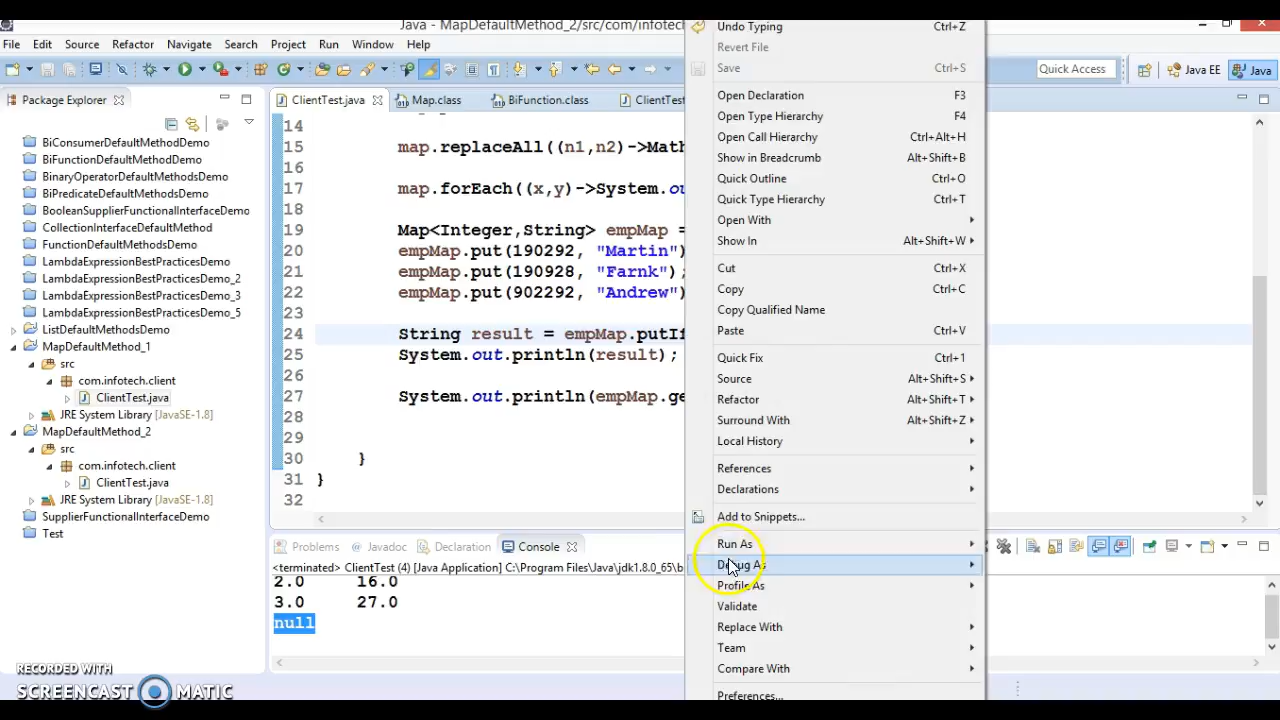 Java - MapDefaultMethod_2/src/com/infotech
File Edit Source Refactor Navigate Search Project Run Window Help
Quick Access Java EE Java
Package Explorer
BiConsumerDefaultMethodDemo
BiFunctionDefaultMethodDemo
BinaryOperatorDefaultMethodsDemo
BiPredicateDefaultMethodsDemo
BooleanSupplierFunctionalInterfaceDemo
CollectionInterfaceDefaultMethod
FunctionDefaultMethodsDemo
LambdaExpressionBestPracticesDemo
LambdaExpressionBestPracticesDemo_2
LambdaExpressionBestPracticesDemo_3
LambdaExpressionBestPracticesDemo_5
ListDefaultMethodsDemo
MapDefaultMethod_1
src
com.infotech.client
ClientTest.java
JRE System Library [JavaSE-1.8]
MapDefaultMethod_2
src
com.infotech.client
ClientTest.java
JRE System Library [JavaSE-1.8]
SupplierFunctionalInterfaceDemo
Test
ClientTest.java Map.class BiFunction.class ClientTest
14
15 map.replaceAll((n1,n2)->Math
16
17 map.forEach((x,y)->System.ou
18
19 Map<Integer,String> empMap =
20 empMap.put(190292, "Martin")
21 empMap.put(190928, "Farnk");
22 empMap.put(902292, "Andrew")
23
24 String result = empMap.putIf
25 System.out.println(result);
26
27 System.out.println(empMap.ge
28
29
30 }
31 }
32
Problems Javadoc Declaration Console
<terminated> ClientTest (4) [Java Application] C:\Program Files\Java\jdk1.8.0_65\b
2.0 16.0
3.0 27.0
null
Undo Typing Ctrl+Z
Revert File
Save Ctrl+S
Open Declaration F3
Open Type Hierarchy F4
Open Call Hierarchy Ctrl+Alt+H
Show in Breadcrumb Alt+Shift+B
Quick Outline Ctrl+O
Quick Type Hierarchy Ctrl+T
Open With
Show In Alt+Shift+W
Cut Ctrl+X
Copy Ctrl+C
Copy Qualified Name
Paste Ctrl+V
Quick Fix Ctrl+1
Source Alt+Shift+S
Refactor Alt+Shift+T
Surround With Alt+Shift+Z
Local History
References
Declarations
Add to Snippets...
Run As
Debug As
Profile As
Validate
Replace With
Team
Compare With
Preferences...
RECORDED WITH
SCREENCAST MATIC